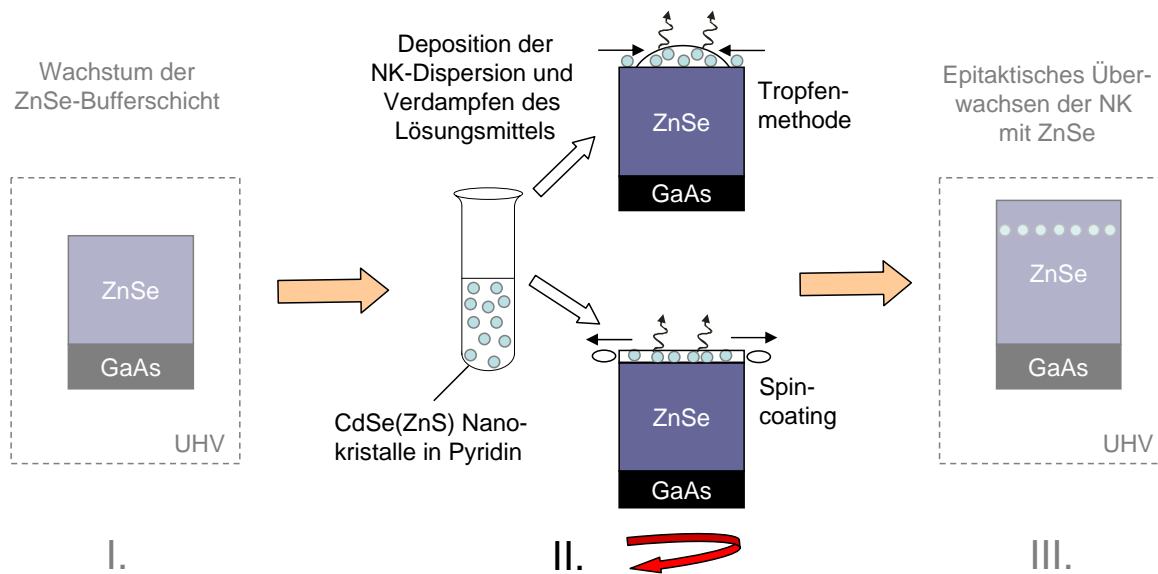 Wachstum der
ZnSe-Bufferschicht
ZnSe
GaAs
UHV
I.
Deposition der
NK-Dispersion und
Verdampfen des
Lösungsmittels
CdSe(ZnS) Nano-
kristalle in Pyridin
ZnSe
GaAs
Tropfen-
methode
ZnSe
GaAs
Spin-
coating
II.
Epitaktisches Über-
wachsen der NK
mit ZnSe
ZnSe
GaAs
UHV
III.